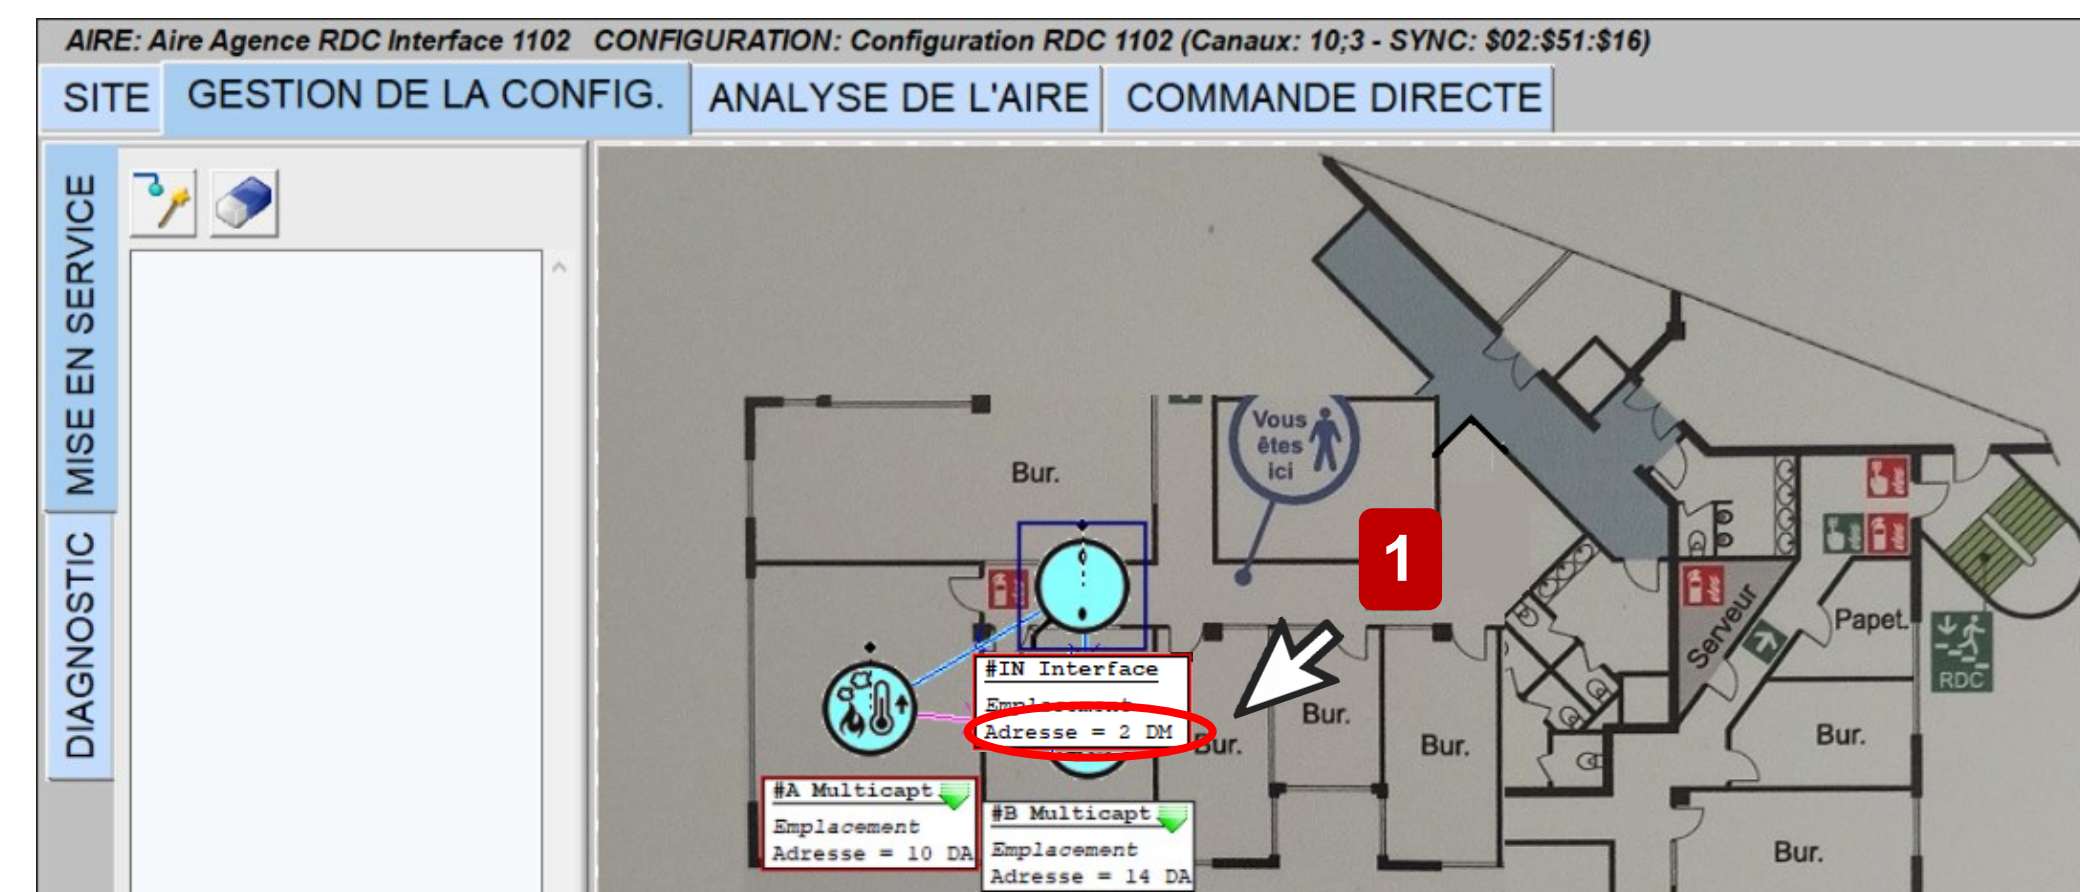 AIRE: Aire Agence RDC Interface 1102 CONFIGURATION: Configuration RDC 1102 (Canaux: 10;3 - SYNC: $02:$51:$16)
SITE
GESTION DE LA CONFIG.
ANALYSE DE L'AIRE
COMMANDE DIRECTE
MISE EN SERVICE
DIAGNOSTIC
Vous
êtes
ici
Bur.
1
Serveur
Papet.
RDC
#IN Interface
Emplacement
Adresse = 2 DM
Bur.
Bur.
Bur.
Bur.
#A Multicapt
Emplacement
Adresse = 10 DA
#B Multicapt
Emplacement
Adresse = 14 DA
Bur.